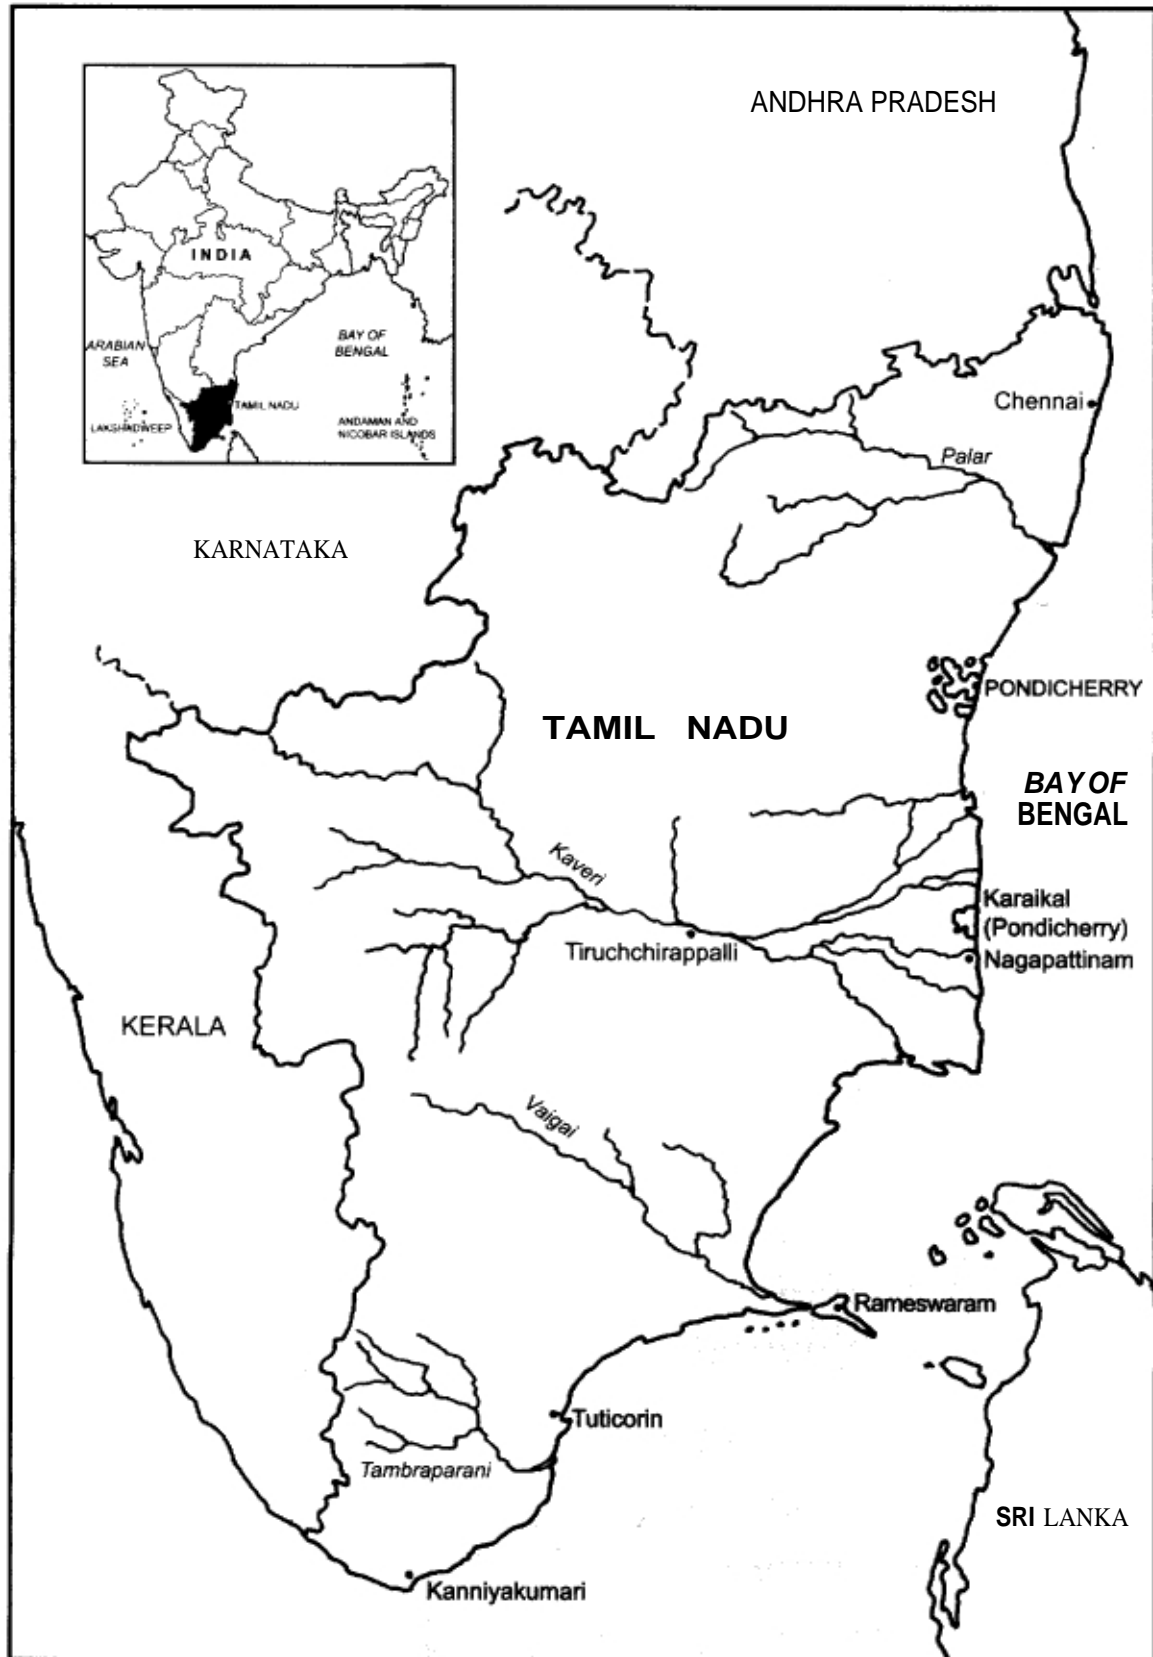 ANDHRA PRADESH
INDIA
ARABIAN
SEA
BAY OF
BENGAL
TAMIL NADU
LAKSHADWEEP
ANDAMAN AND
NICOBAR ISLANDS
Chennai
Palar
KARNATAKA
PONDICHERRY
TAMIL NADU
BAY OF
BENGAL
Kaveri
Karaikal
(Pondicherry)
Tiruchchirappalli
Nagapattinam
KERALA
Vaigai
Rameswaram
Tuticorin
Tambraparani
SRI LANKA
Kanniyakumari